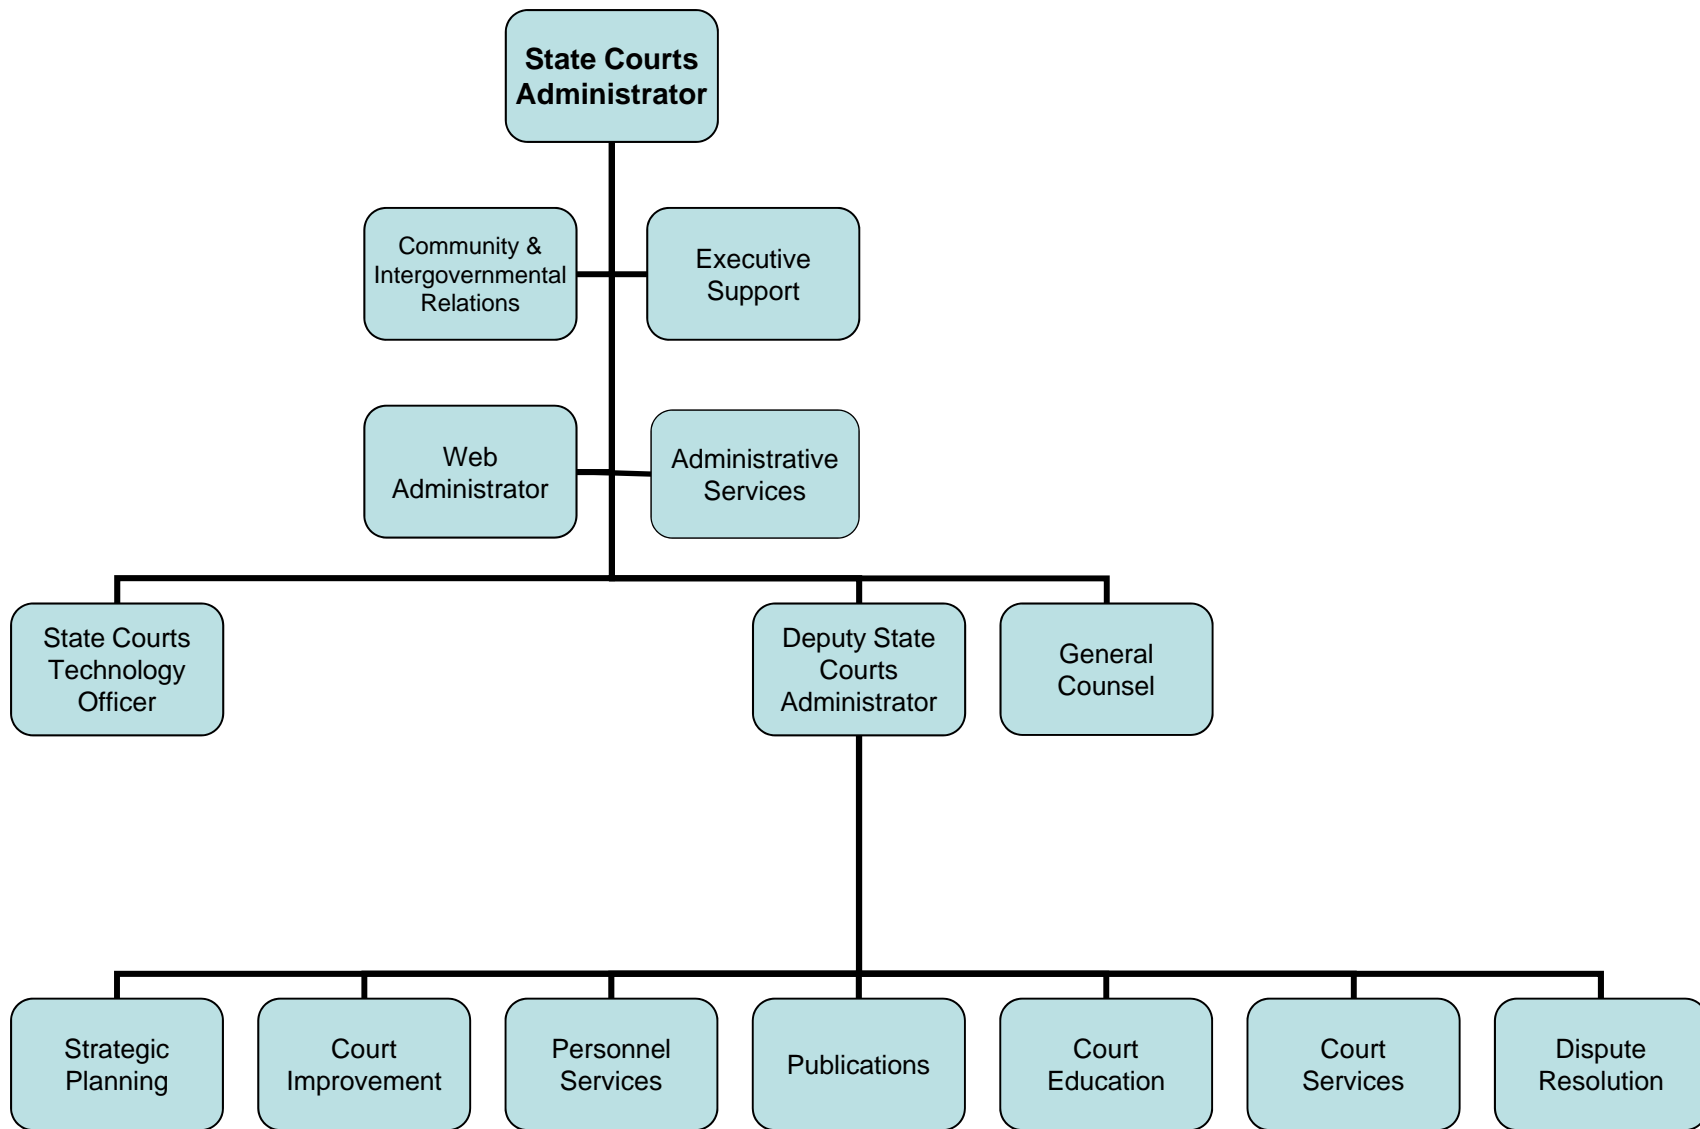 State Courts
Administrator
Community &
Intergovernmental
Relations
Executive
Support
Web
Administrator
Administrative
Services
State Courts
Technology
Officer
Deputy State
Courts
Administrator
General
Counsel
Strategic
Planning
Court
Improvement
Personnel
Services
Publications
Court
Education
Court
Services
Dispute
Resolution